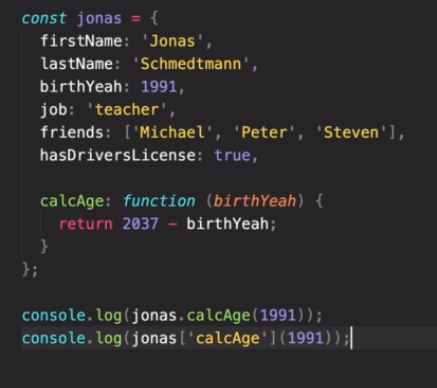 const jonas = {
  firstName: 'Jonas',
  lastName: 'Schmedtmann',
  birthYeah: 1991,
  job: 'teacher',
  friends: ['Michael', 'Peter', 'Steven'],
  hasDriversLicense: true,

  calcAge: function (birthYeah) {
    return 2037 - birthYeah;
  }
};

console.log(jonas.calcAge(1991));
console.log(jonas['calcAge'](1991));